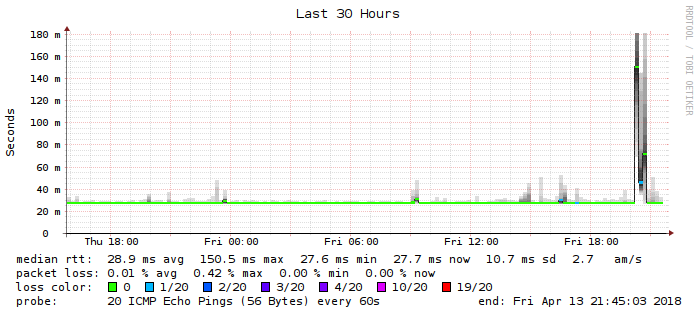 Last 30 Hours
RRDTOOL / TOBI OETIKER
Seconds
180 m
160 m
140 m
120 m
100 m
80 m
60 m
40 m
20 m
0
Thu 18:00 Fri 00:00 Fri 06:00 Fri 12:00 Fri 18:00
median rtt: 28.9 ms avg 150.5 ms max 27.6 ms min 27.7 ms now 10.7 ms sd 2.7 am/s
packet loss: 0.01 % avg 0.42 % max 0.00 % min 0.00 % now
loss color: 0 1/20 2/20 3/20 4/20 10/20 19/20
probe: 20 ICMP Echo Pings (56 Bytes) every 60s end: Fri Apr 13 21:45:03 2018